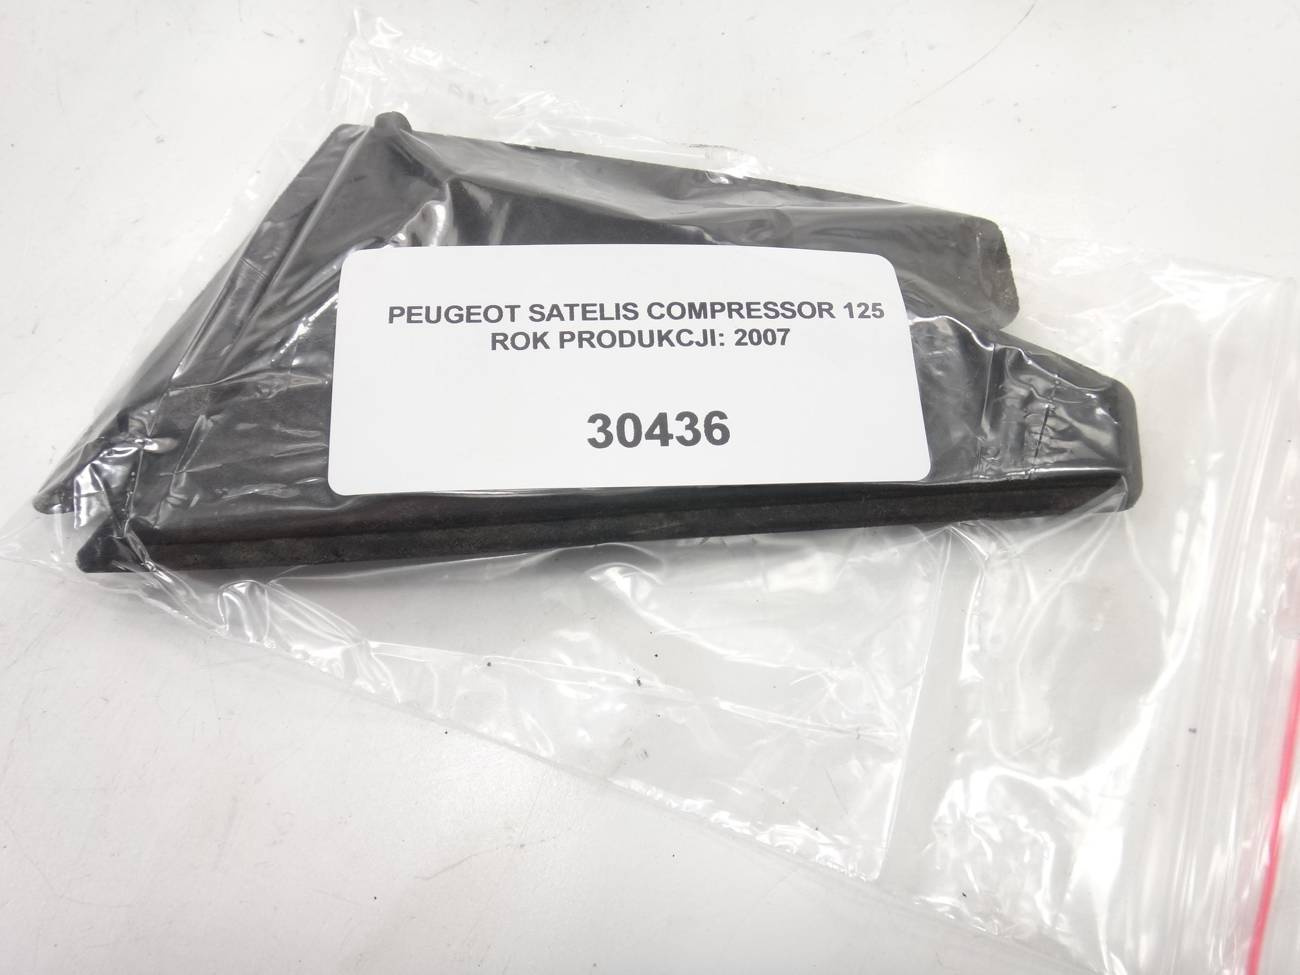 PEUGEOT SATELIS COMPRESSOR 125
ROK PRODUKCJI: 2007
30436